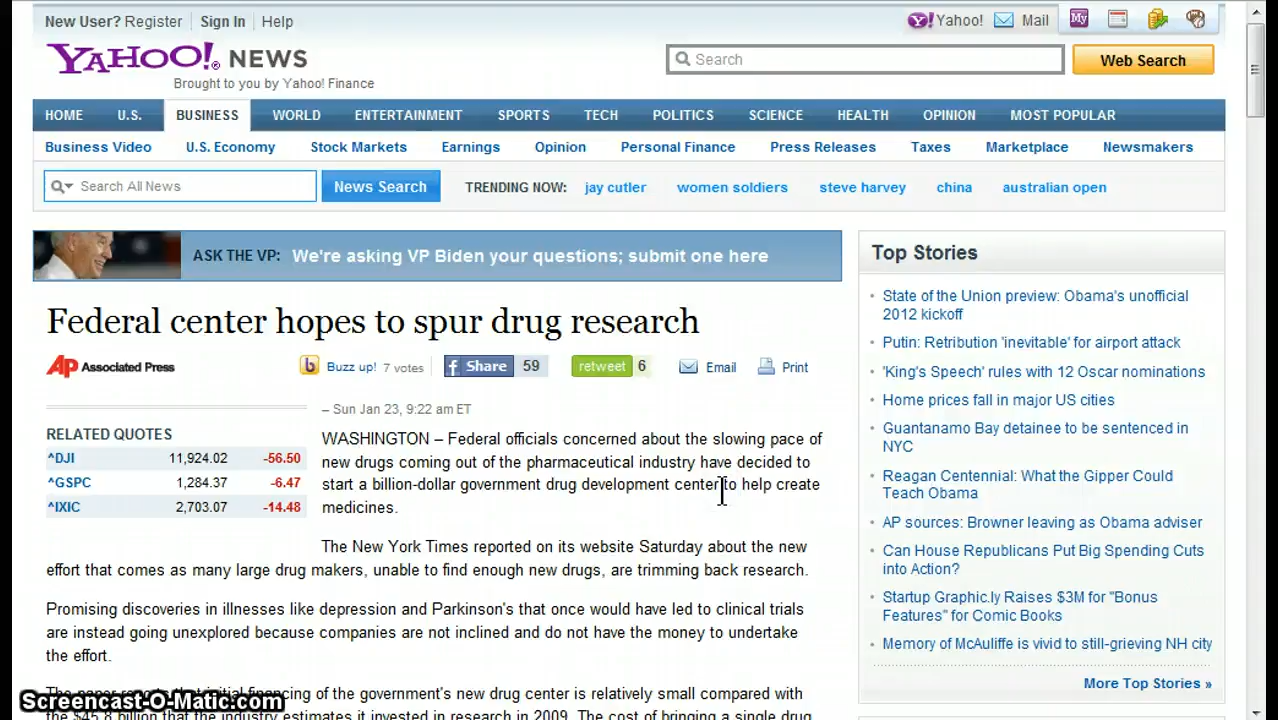 New User? Register Sign In Help
Yahoo! Mail
YAHOO! NEWS
Brought to you by Yahoo! Finance
Search
Web Search
HOME U.S. BUSINESS WORLD ENTERTAINMENT SPORTS TECH POLITICS SCIENCE HEALTH OPINION MOST POPULAR
Business Video U.S. Economy Stock Markets Earnings Opinion Personal Finance Press Releases Taxes Marketplace Newsmakers
Search All News News Search TRENDING NOW: jay cutler women soldiers steve harvey china australian open
ASK THE VP: We're asking VP Biden your questions; submit one here
Federal center hopes to spur drug research
AP Associated Press
Buzz up! 7 votes
f Share 59
retweet 6
Email
Print
RELATED QUOTES
^DJI 11,924.02 -56.50
^GSPC 1,284.37 -6.47
^IXIC 2,703.07 -14.48
– Sun Jan 23, 9:22 am ET
WASHINGTON – Federal officials concerned about the slowing pace of
new drugs coming out of the pharmaceutical industry have decided to
start a billion-dollar government drug development center to help create
medicines.
The New York Times reported on its website Saturday about the new
effort that comes as many large drug makers, unable to find enough new drugs, are trimming back research.
Promising discoveries in illnesses like depression and Parkinson's that once would have led to clinical trials
are instead going unexplored because companies are not inclined and do not have the money to undertake
the effort.
The paper reports that initial financing of the government's new drug center is relatively small compared with
the $45.8 billion that the industry estimates it invested in research in 2009. The cost of bringing a single drug
Top Stories
State of the Union preview: Obama's unofficial
2012 kickoff
Putin: Retribution 'inevitable' for airport attack
'King's Speech' rules with 12 Oscar nominations
Home prices fall in major US cities
Guantanamo Bay detainee to be sentenced in
NYC
Reagan Centennial: What the Gipper Could
Teach Obama
AP sources: Browner leaving as Obama adviser
Can House Republicans Put Big Spending Cuts
into Action?
Startup Graphic.ly Raises $3M for "Bonus
Features" for Comic Books
Memory of McAuliffe is vivid to still-grieving NH city
More Top Stories »
Screencast-O-Matic.com